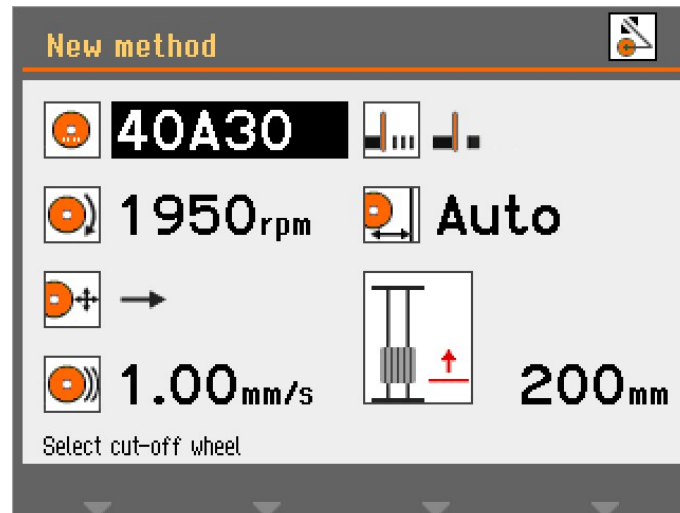 New method
40A30
1950rpm
Auto
1.00mm/s
200mm
Select cut-off wheel